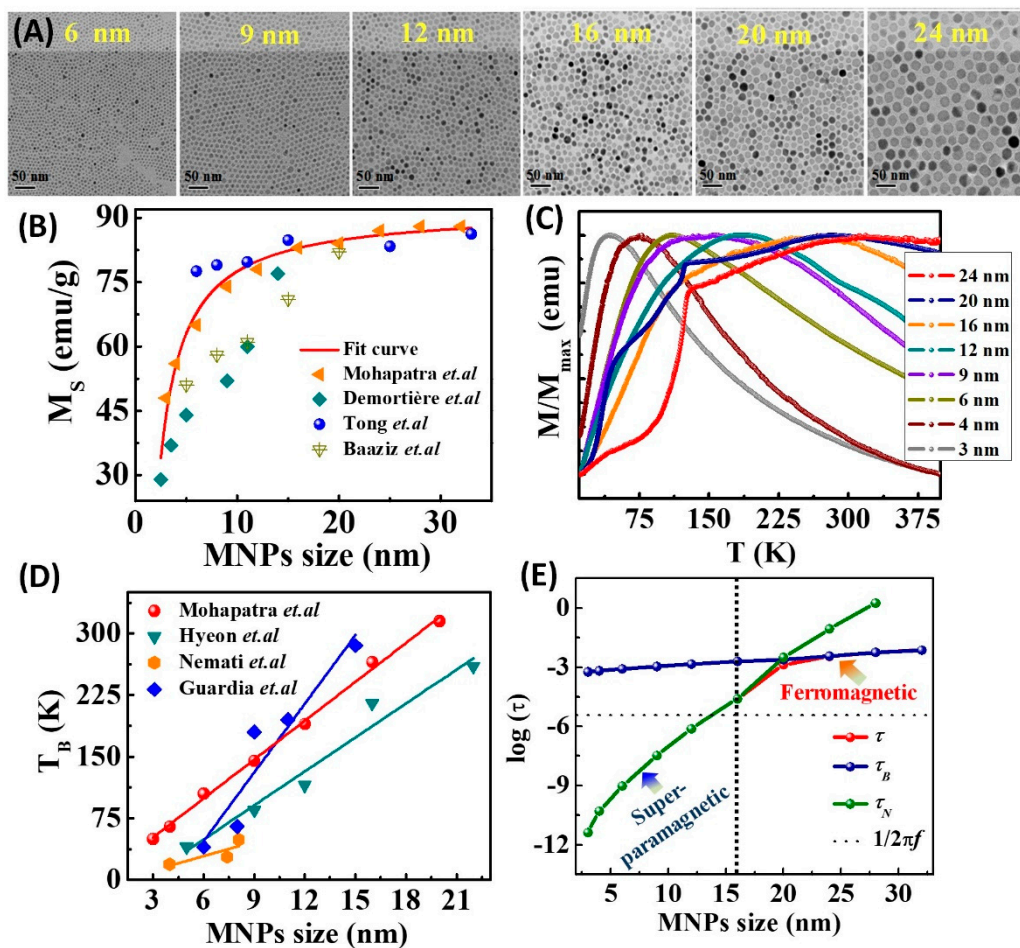 (A)
6 nm
9 nm
12 nm
16 nm
20 nm
24 nm
50 nm
50 nm
50 nm
50 nm
50 nm
50 nm
(B)
90
75
60
45
30
M_S (emu/g)
Fit curve
Mohapatra et.al
Demortière et.al
Tong et.al
Baaziz et.al
0 10 20 30
MNPs size (nm)
(C)
M/M_max (emu)
24 nm
20 nm
16 nm
12 nm
9 nm
6 nm
4 nm
3 nm
75 150 225 300 375
T (K)
(D)
300
225
150
75
0
T_B (K)
Mohapatra et.al
Hyeon et.al
Nemati et.al
Guardia et.al
3 6 9 12 15 18 21
MNPs size (nm)
(E)
0
-3
-6
-9
-12
log (τ)
Ferromagnetic
Super-
paramagnetic
τ
τ_B
τ_N
1/2πf
5 10 15 20 25 30
MNPs size (nm)